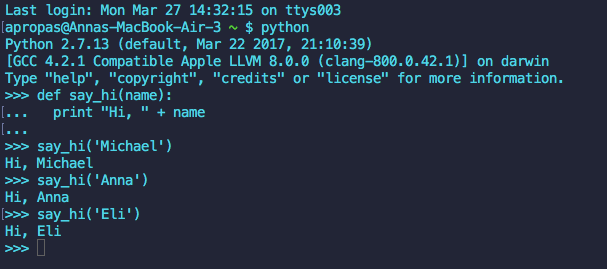 Last login: Mon Mar 27 14:32:15 on ttys003
apropas@Annas-MacBook-Air-3 ~ $ python
Python 2.7.13 (default, Mar 22 2017, 21:10:39)
[GCC 4.2.1 Compatible Apple LLVM 8.0.0 (clang-800.0.42.1)] on darwin
Type "help", "copyright", "credits" or "license" for more information.
>>> def say_hi(name):
[...   print "Hi, " + name
[...
>>> say_hi('Michael')
Hi, Michael
>>> say_hi('Anna')
Hi, Anna
[>>> say_hi('Eli')
Hi, Eli
>>>